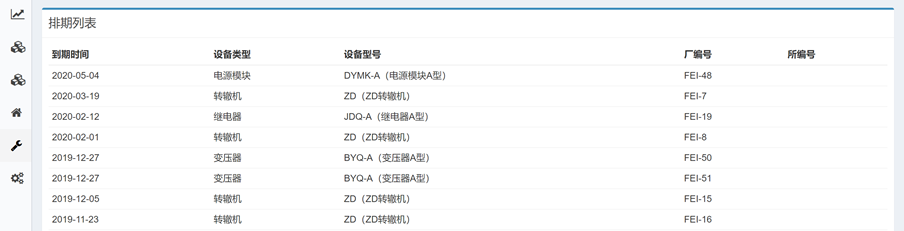 排期列表
到期时间 设备类型 设备型号 厂编号 所编号
2020-05-04 电源模块 DYMK-A（电源模块A型） FEI-48
2020-03-19 转辙机 ZD（ZD转辙机） FEI-7
2020-02-12 继电器 JDQ-A（继电器A型） FEI-19
2020-02-01 转辙机 ZD（ZD转辙机） FEI-8
2019-12-27 变压器 BYQ-A（变压器A型） FEI-50
2019-12-27 变压器 BYQ-A（变压器A型） FEI-51
2019-12-05 转辙机 ZD（ZD转辙机） FEI-15
2019-11-23 转辙机 ZD（ZD转辙机） FEI-16